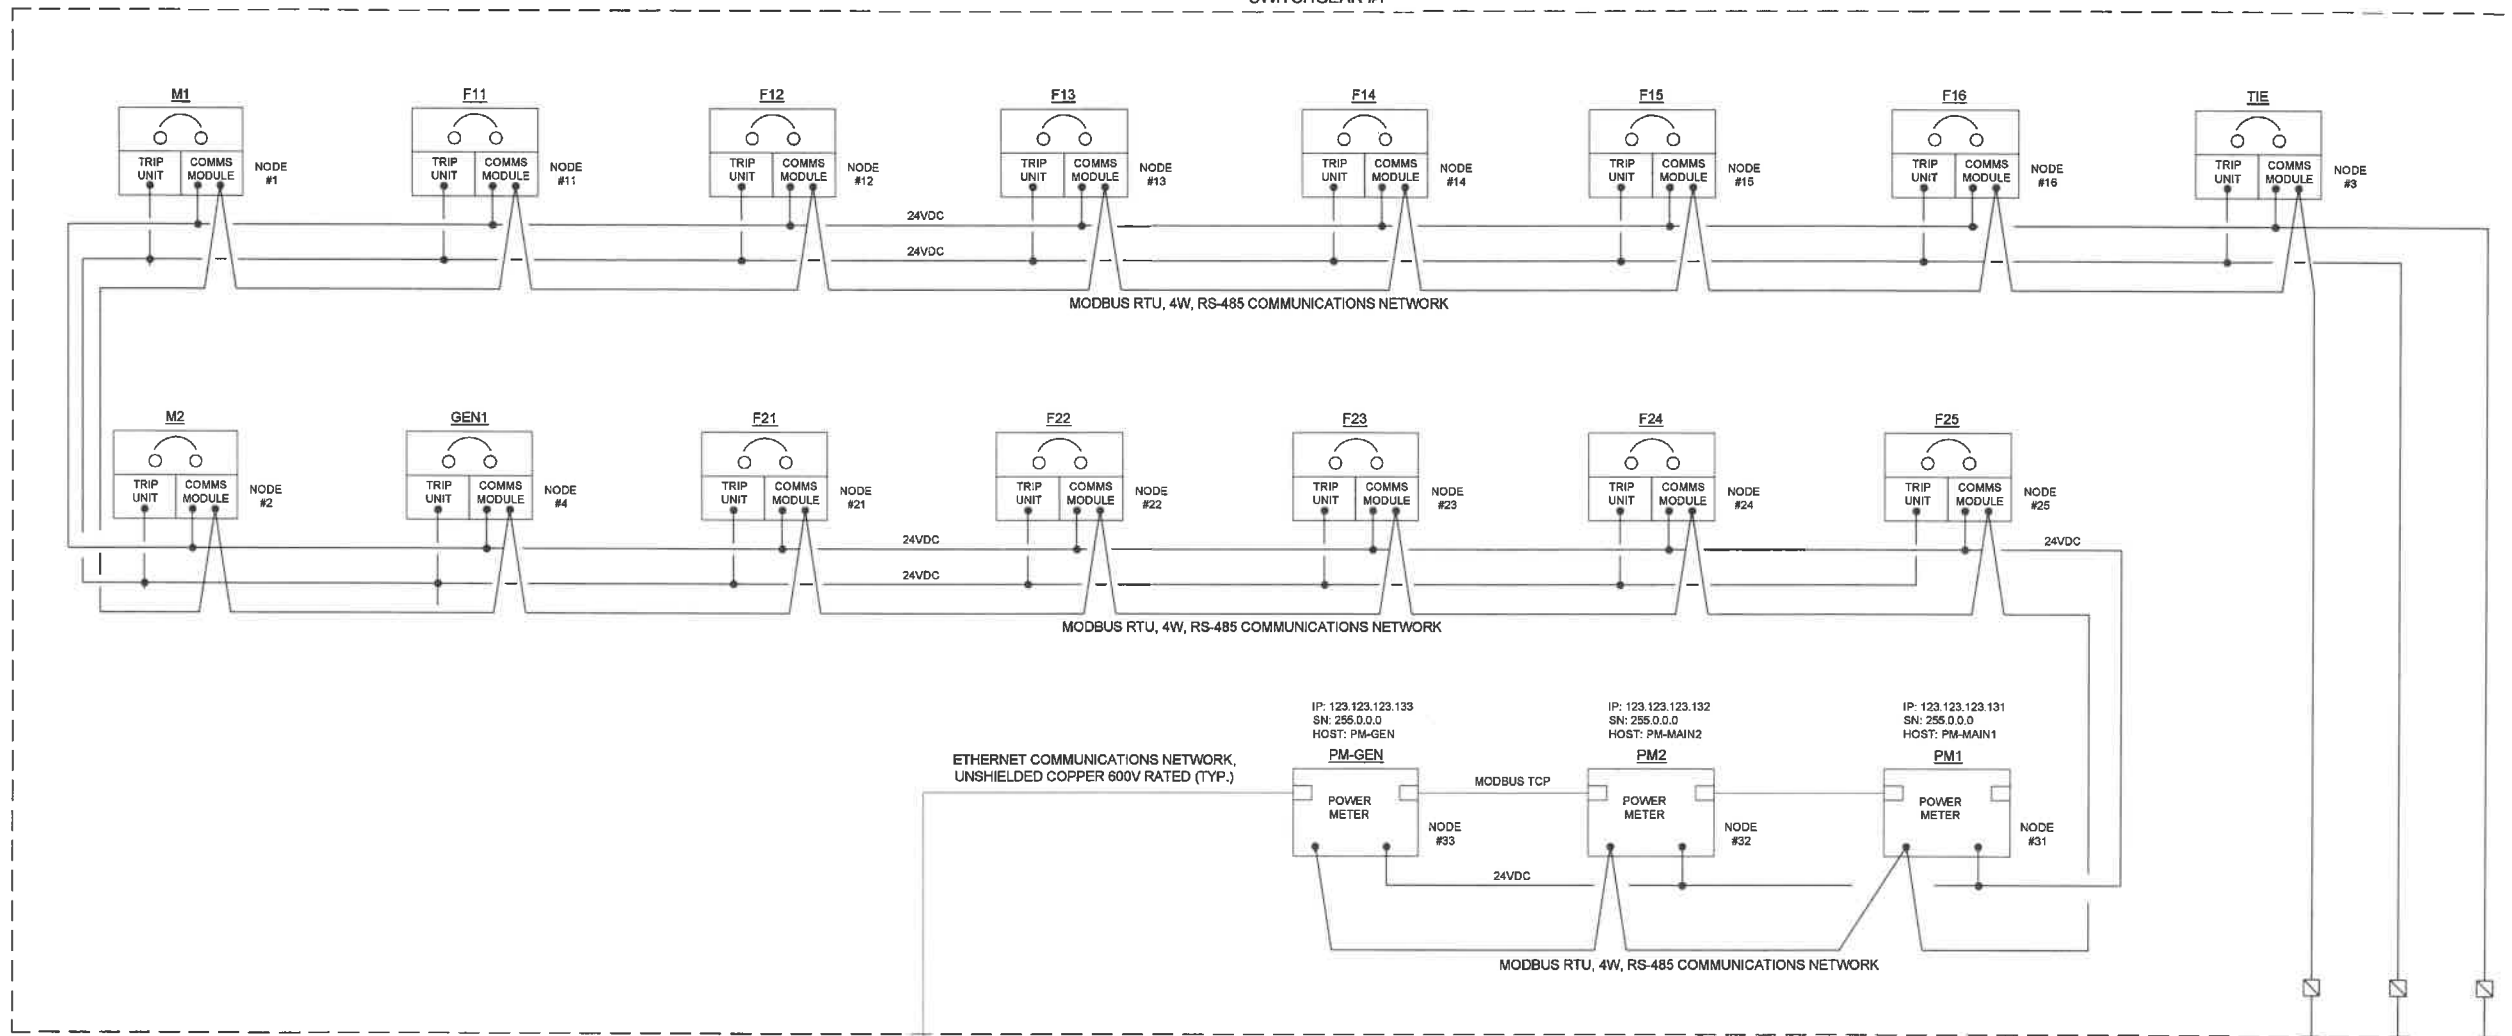 M1
F11
F12
F13
F14
F15
F16
TIE
TRIP UNIT
COMMS MODULE
NODE #1
TRIP UNIT
COMMS MODULE
NODE #11
TRIP UNIT
COMMS MODULE
NODE #12
TRIP UNIT
COMMS MODULE
NODE #13
TRIP UNIT
COMMS MODULE
NODE #14
TRIP UNIT
COMMS MODULE
NODE #15
TRIP UNIT
COMMS MODULE
NODE #16
TRIP UNIT
COMMS MODULE
NODE #3
24VDC
24VDC
MODBUS RTU, 4W, RS-485 COMMUNICATIONS NETWORK
M2
GEN1
F21
F22
F23
F24
F25
TRIP UNIT
COMMS MODULE
NODE #2
TRIP UNIT
COMMS MODULE
NODE #4
TRIP UNIT
COMMS MODULE
NODE #21
TRIP UNIT
COMMS MODULE
NODE #22
TRIP UNIT
COMMS MODULE
NODE #23
TRIP UNIT
COMMS MODULE
NODE #24
TRIP UNIT
COMMS MODULE
NODE #25
24VDC
24VDC
24VDC
MODBUS RTU, 4W, RS-485 COMMUNICATIONS NETWORK
ETHERNET COMMUNICATIONS NETWORK,
UNSHIELDED COPPER 600V RATED (TYP.)
IP: 123.123.123.133
SN: 255.0.0.0
HOST: PM-GEN
PM-GEN
POWER
METER
NODE
#33
MODBUS TCP
IP: 123.123.123.132
SN: 255.0.0.0
HOST: PM-MAIN2
PM2
POWER
METER
NODE
#32
IP: 123.123.123.131
SN: 255.0.0.0
HOST: PM-MAIN1
PM1
POWER
METER
NODE
#31
24VDC
MODBUS RTU, 4W, RS-485 COMMUNICATIONS NETWORK